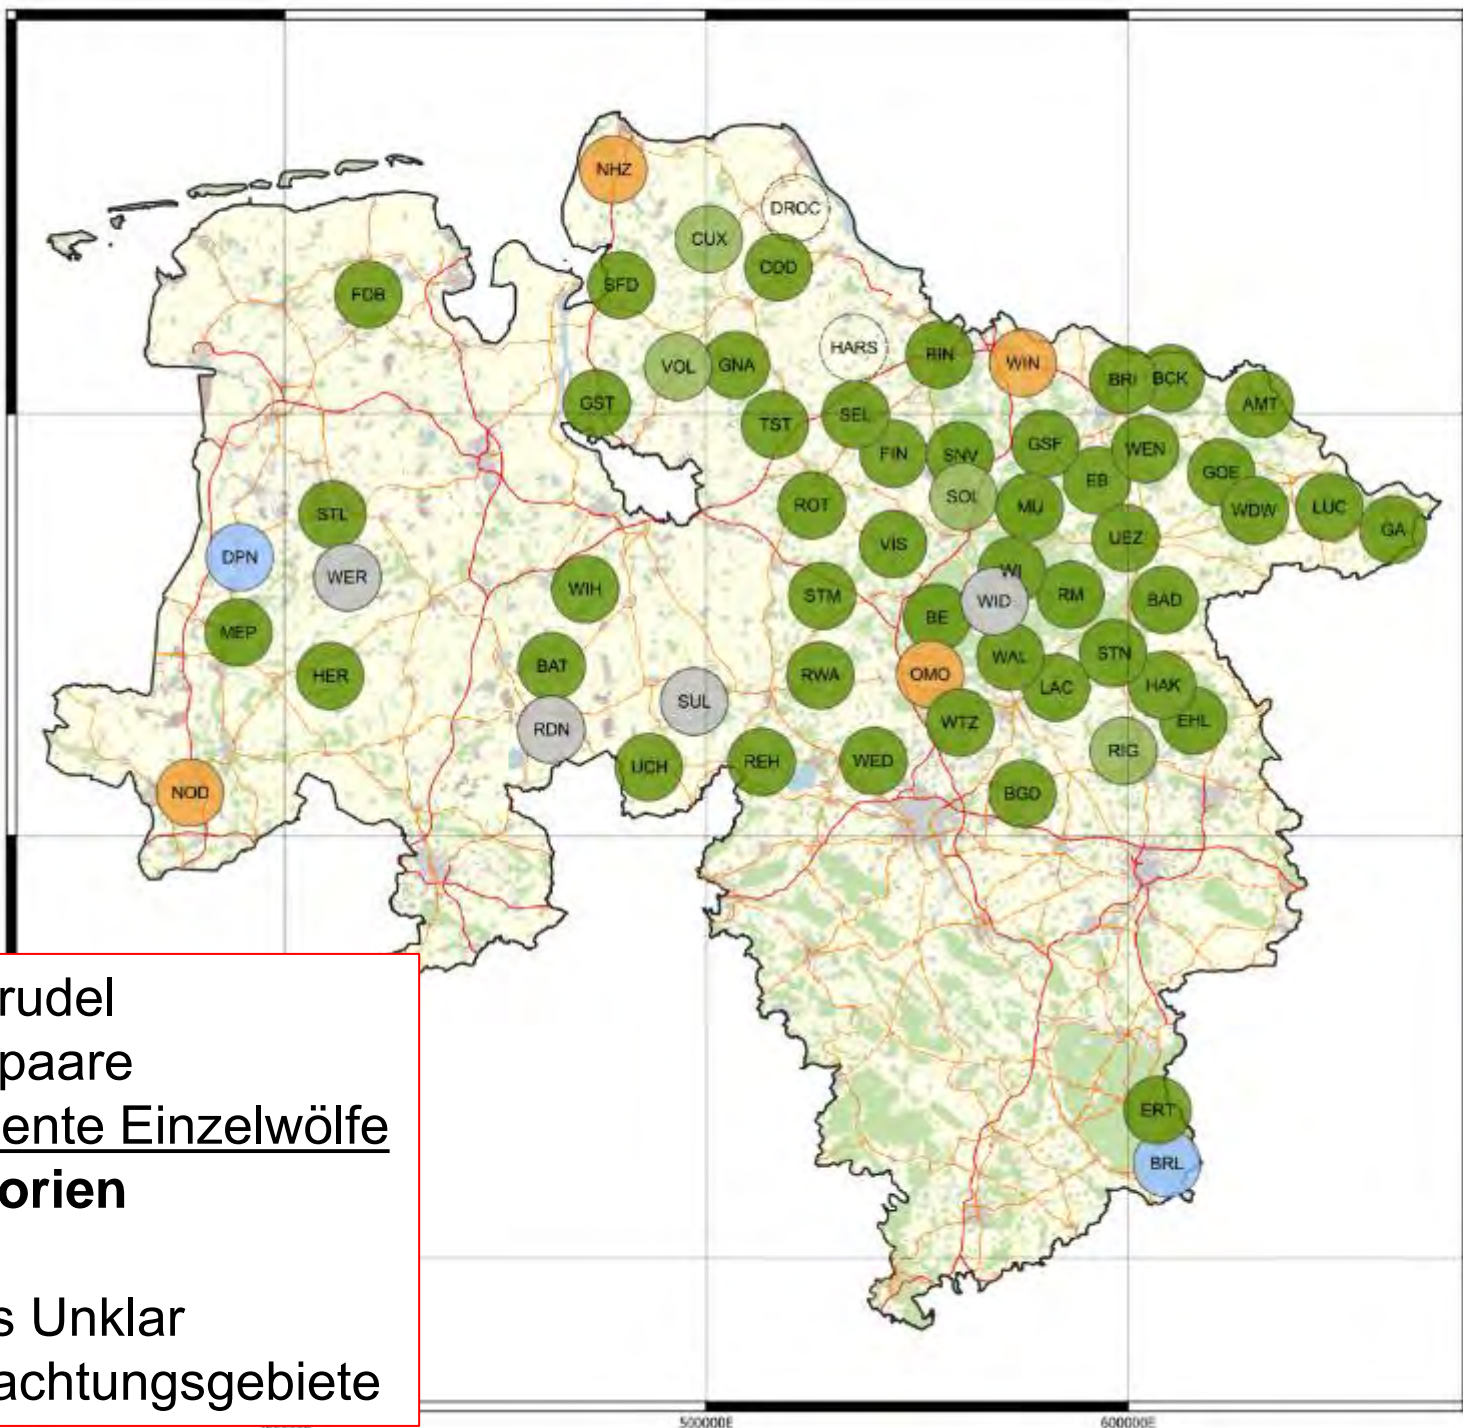 NHZ
DROC
CUX
COD
FDB
SFD
HARS
RIN
WIN
VOL
GNA
BRI
BCK
GST
SEL
AMT
TST
FIN
SNV
GSF
WEN
GOE
EB
SOL
STL
ROT
MU
WDW
LUC
GA
DPN
VIS
UEZ
WER
WIH
STM
WI
WID
RM
BAD
BE
MEP
HER
BAT
RWA
OMO
WAL
STN
LAC
HAK
SUL
RDN
WTZ
EHL
RIG
UCH
REH
WED
NOD
BGD
rudel
paare
ente Einzelwölfe
orien
ERT
BRL
s Unklar
achtungsgebiete
500000E
600000E